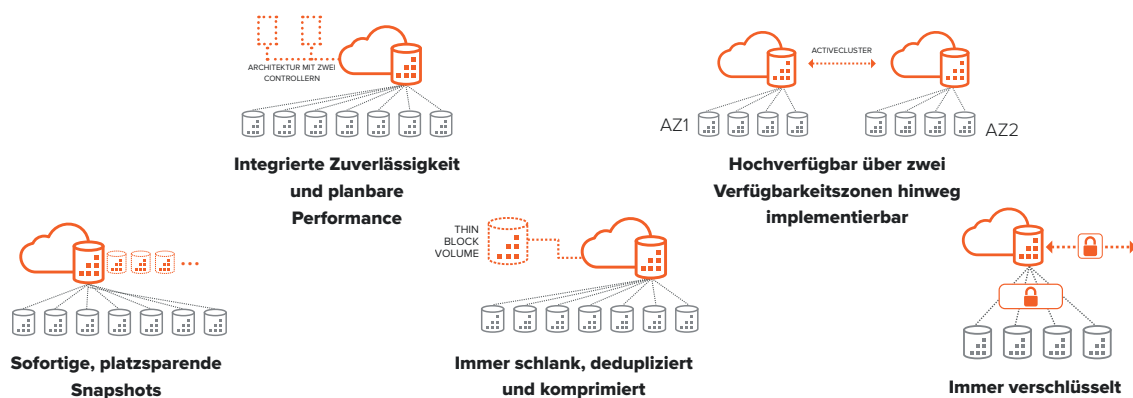 ARCHITEKTUR MIT ZWEI
CONTROLLERN
Integrierte Zuverlässigkeit
und planbare
Performance
ACTIVECLUSTER
AZ1
AZ2
Hochverfügbar über zwei
Verfügbarkeitszonen hinweg
implementierbar
Sofortige, platzsparende
Snapshots
THIN
BLOCK
VOLUME
Immer schlank, dedupliziert
und komprimiert
Immer verschlüsselt